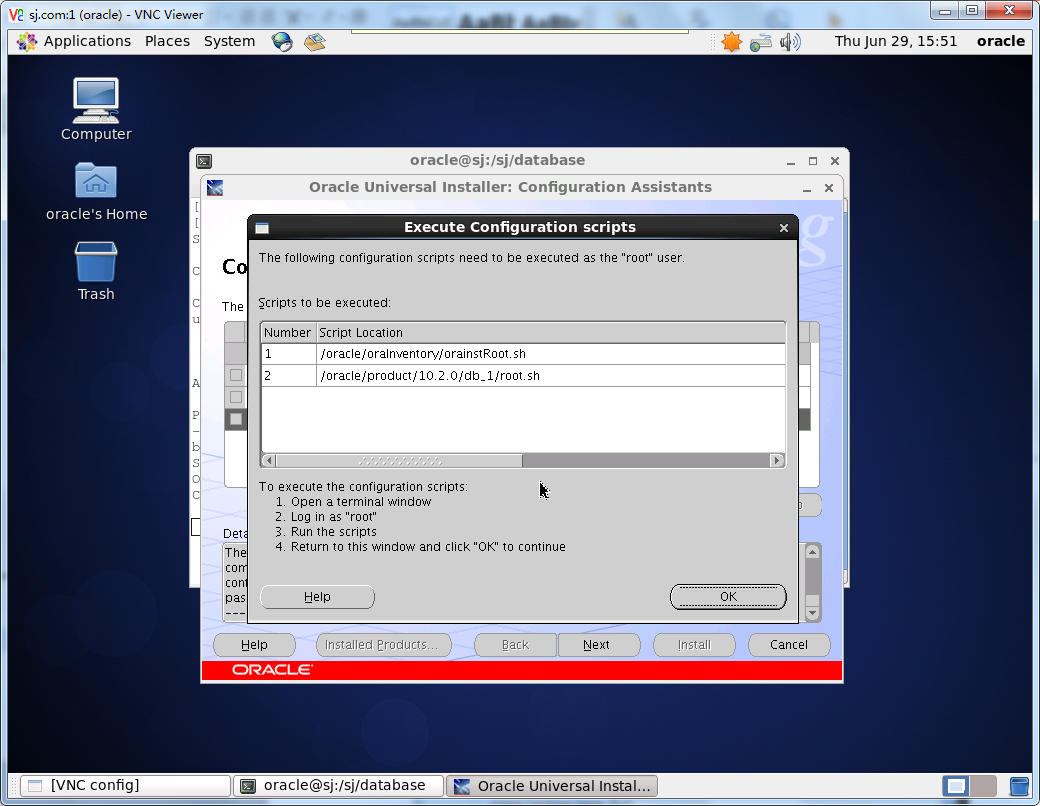 sj.com:1 (oracle) - VNC Viewer
Applications Places System Thu Jun 29, 15:51 oracle
Computer
oracle's Home
Trash
oracle@sj:/sj/database
Oracle Universal Installer: Configuration Assistants
Execute Configuration scripts
The following configuration scripts need to be executed as the "root" user.
Scripts to be executed:
Number Script Location
1 /oracle/oraInventory/orainstRoot.sh
2 /oracle/product/10.2.0/db_1/root.sh
To execute the configuration scripts:
1. Open a terminal window
2. Log in as "root"
3. Run the scripts
4. Return to this window and click "OK" to continue
Help OK
The
Help Installed Products... Back Next Install Cancel
ORACLE
[VNC config] oracle@sj:/sj/database Oracle Universal Instal...